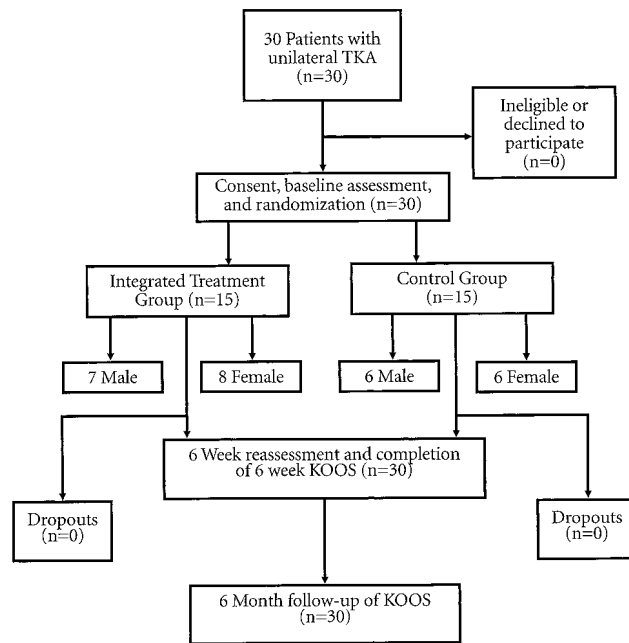 30 Patients with
unilateral TKA
(n=30)
Ineligible or
declined to
participate
(n=0)
Consent, baseline assessment,
and randomization (n=30)
Integrated Treatment
Group (n=15)
Control Group
(n=15)
7 Male
8 Female
6 Male
6 Female
6 Week reassessment and completion
of 6 week KOOS (n=30)
Dropouts
(n=0)
Dropouts
(n=0)
6 Month follow-up of KOOS
(n=30)